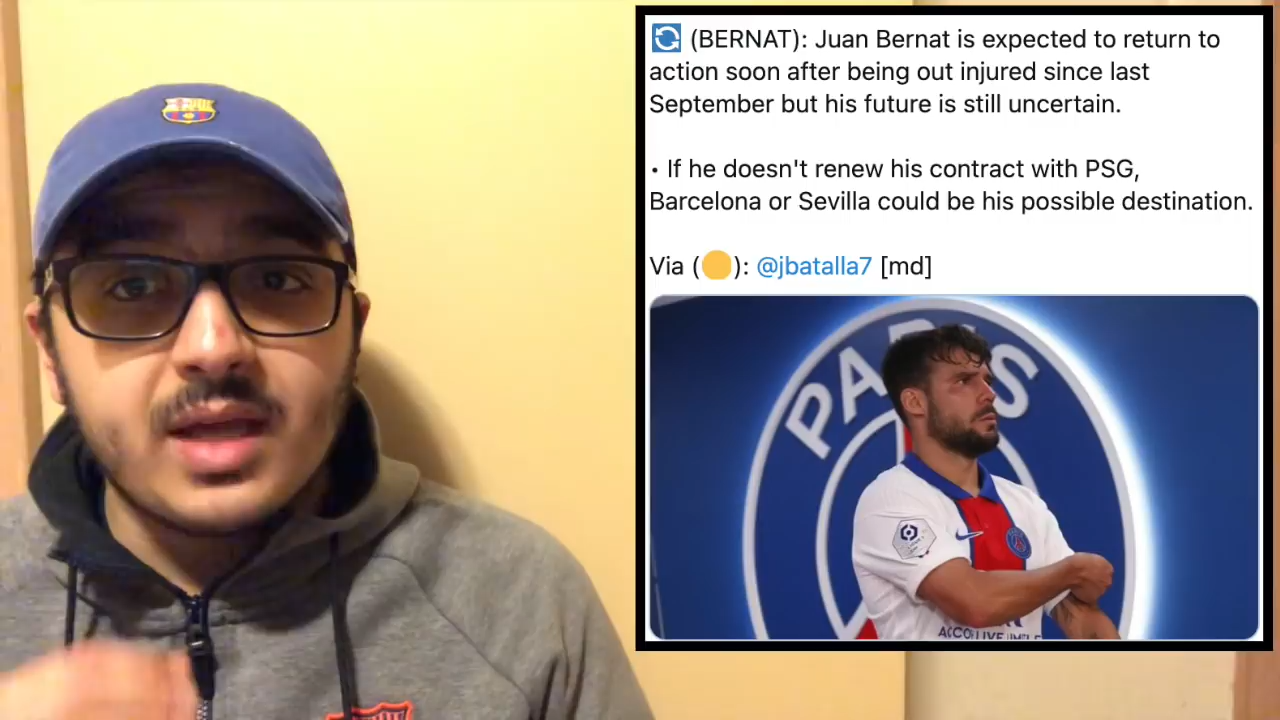 🔄 (BERNAT): Juan Bernat is expected to return to
action soon after being out injured since last
September but his future is still uncertain.
• If he doesn't renew his contract with PSG,
Barcelona or Sevilla could be his possible destination.
Via (🟡): @jbatalla7 [md]
PARIS